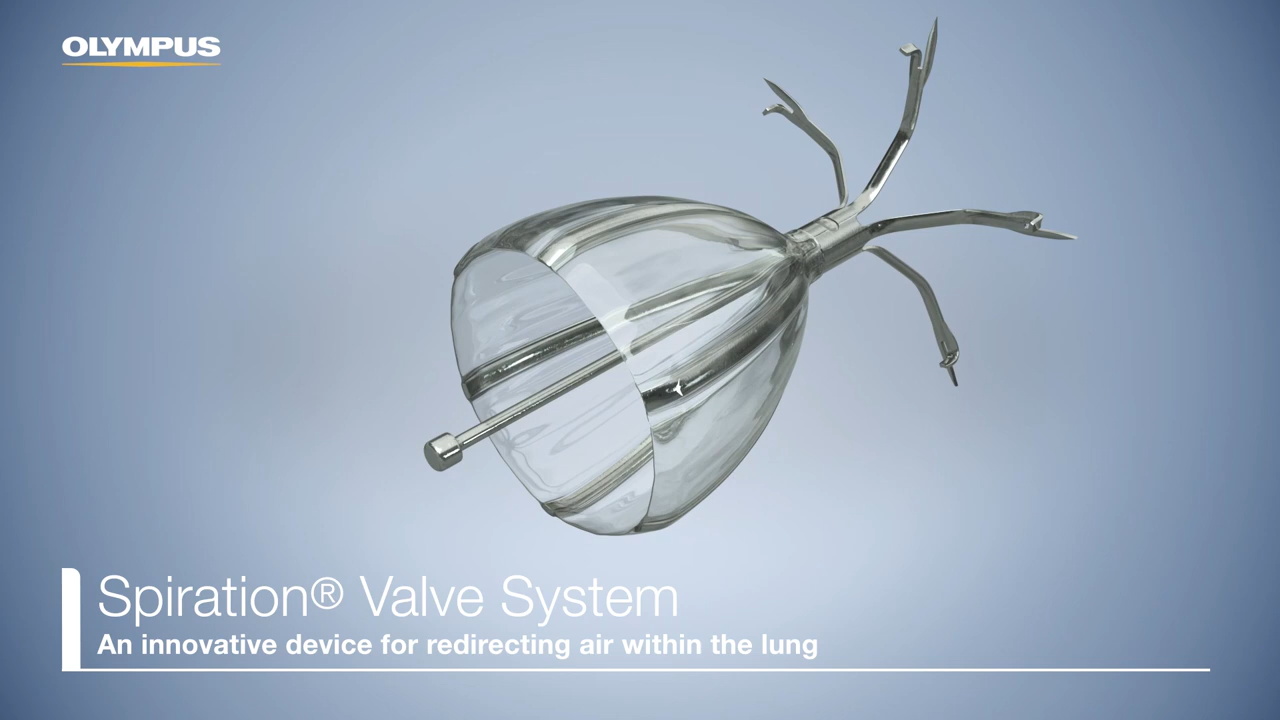 OLYMPUS
Spiration® Valve System
An innovative device for redirecting air within the lung